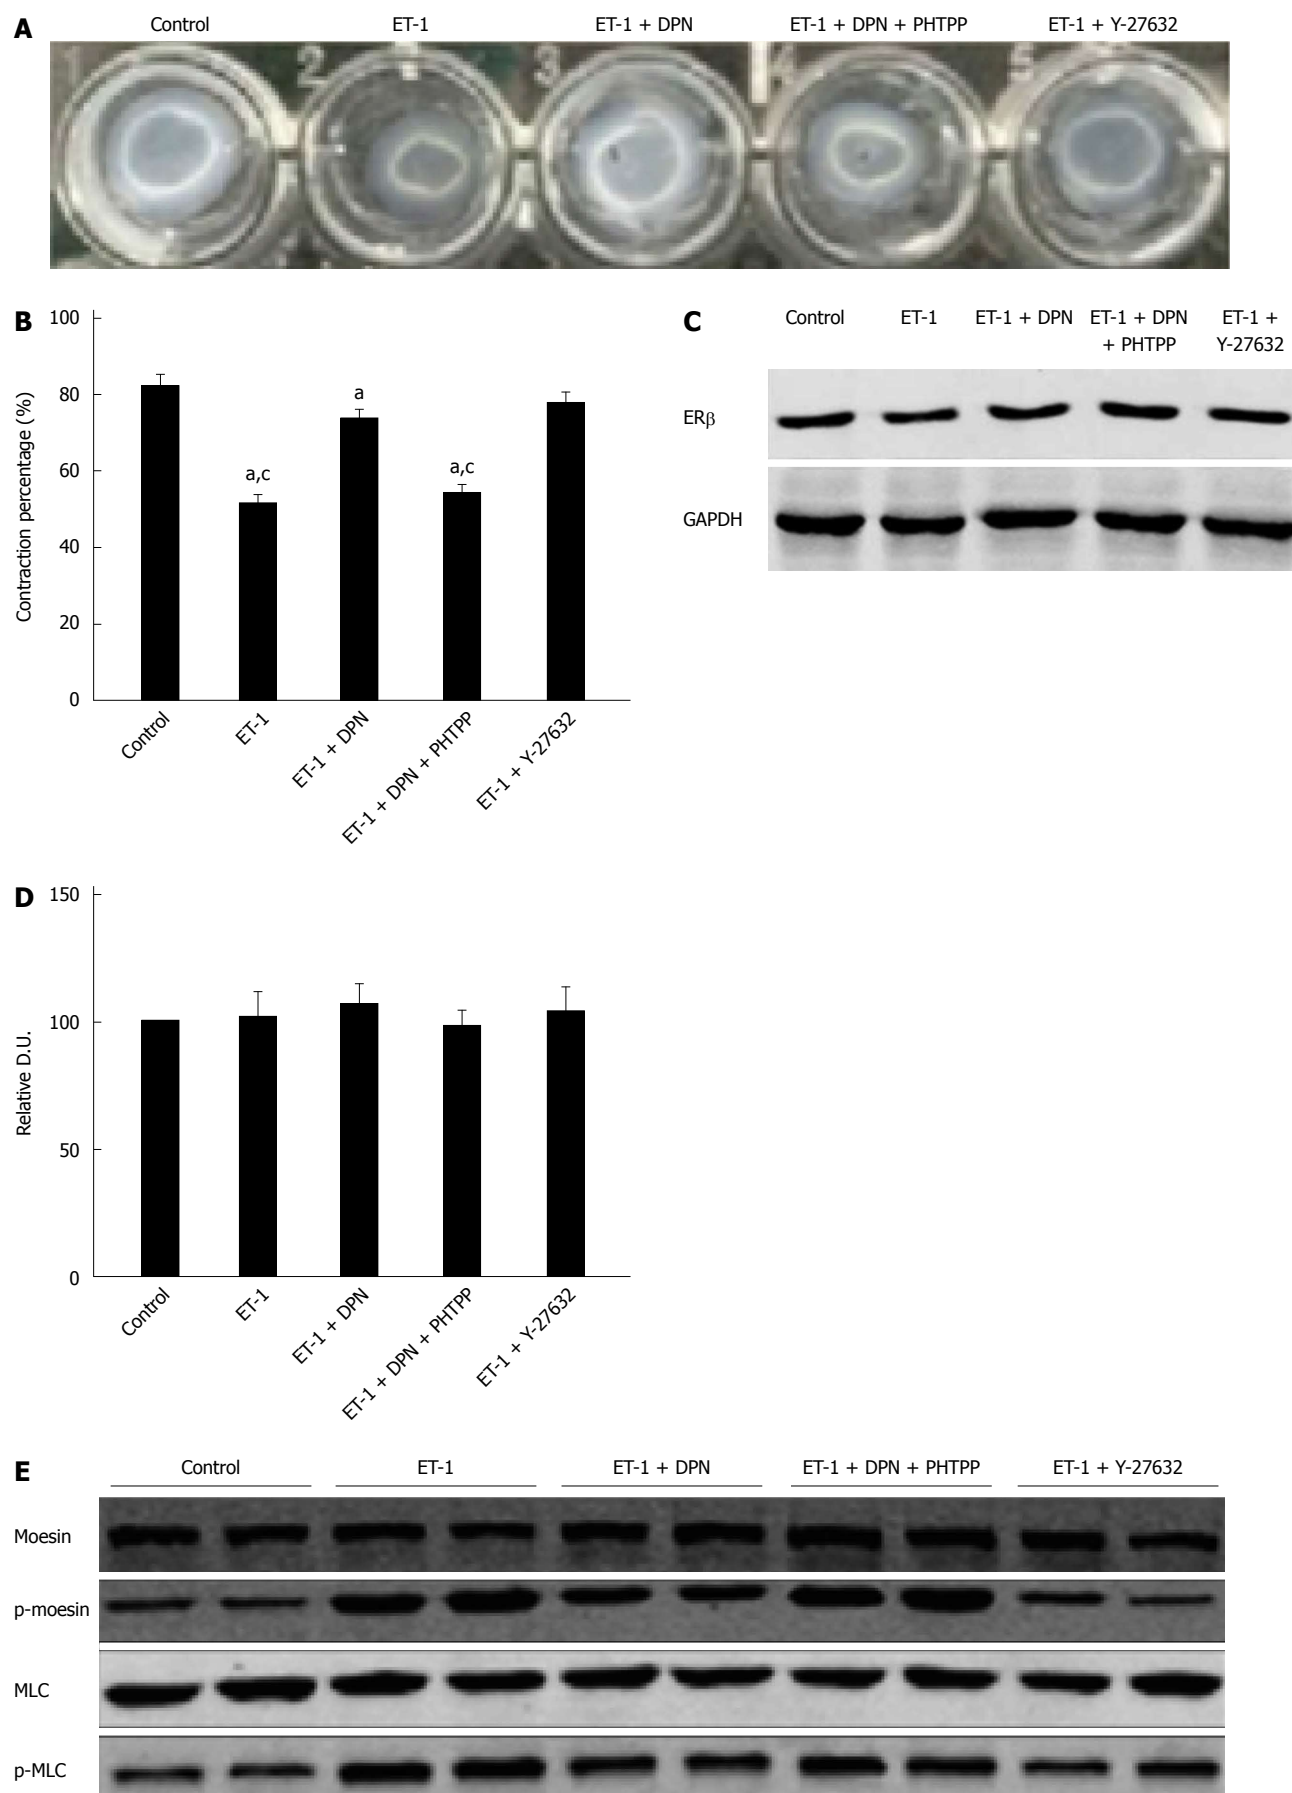 A
Control ET-1 ET-1 + DPN ET-1 + DPN + PHTPP ET-1 + Y-27632
1 2 3 4 5
B
Contraction percentage (%)
100
80
60
40
20
0
a,c
a
a,c
Control
ET-1
ET-1 + DPN
ET-1 + DPN + PHTPP
ET-1 + Y-27632
C
Control ET-1 ET-1 + DPN ET-1 + DPN ET-1 +
+ PHTPP Y-27632
ERβ
GAPDH
D
Relative D.U.
150
100
50
0
Control
ET-1
ET-1 + DPN
ET-1 + DPN + PHTPP
ET-1 + Y-27632
E
Control ET-1 ET-1 + DPN ET-1 + DPN + PHTPP ET-1 + Y-27632
Moesin
p-moesin
MLC
p-MLC